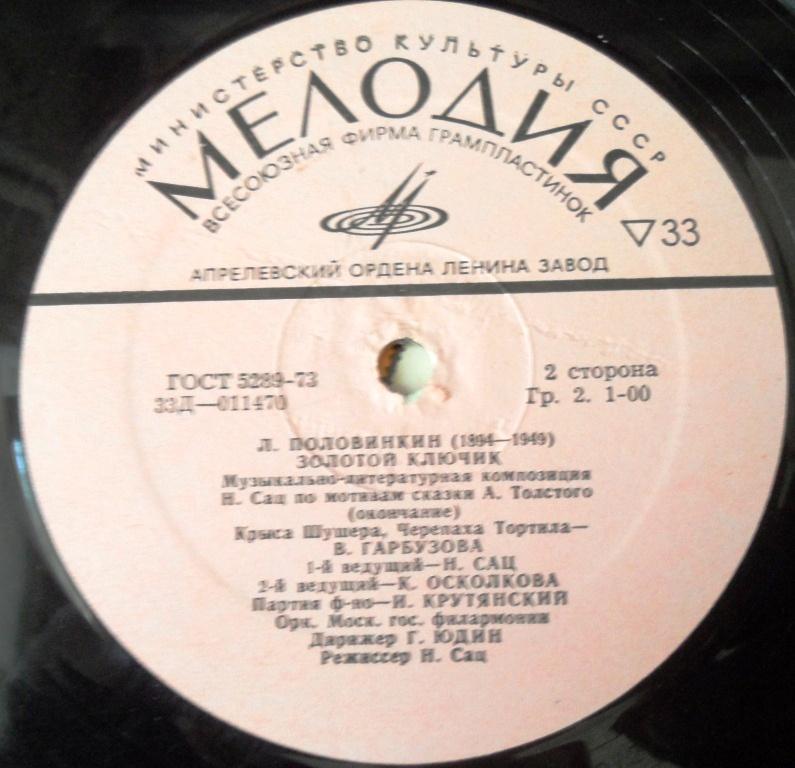 МИНИСТЕРСТВО КУЛЬТУРЫ СССР
МЕЛОДИЯ
ВСЕСОЮЗНАЯ ФИРМА ГРАМПЛАСТИНОК
▽33
АПРЕЛЕВСКИЙ ОРДЕНА ЛЕНИНА ЗАВОД
ГОСТ 5289-73
33Д—011470
2 сторона
Гр. 2. 1-00
Л. ПОЛОВИНКИН (1894—1949)
ЗОЛОТОЙ КЛЮЧИК
Музыкально-литературная композиция
Н. Сац по мотивам сказки А. Толстого
(окончание)
Крыса Шушера, Черепаха Тортила—
В. ГАРБУЗОВА
1-й ведущий—Н. САЦ
2-й ведущий—К. ОСКОЛКОВА
Партия ф-но—И. КРУТЯНСКИЙ
Орк. Моск. гос. филармонии
Дирижер Г. ЮДИН
Режиссер Н. Сац